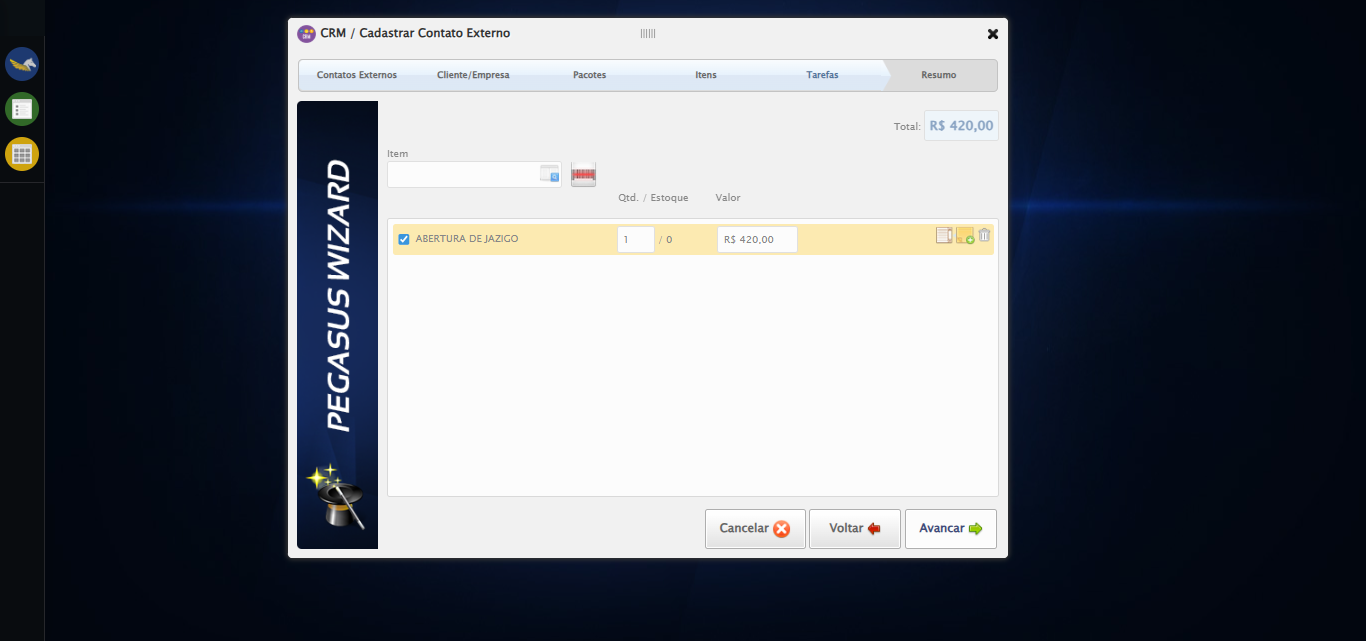 CRM / Cadastrar Contato Externo
Contatos Externos Cliente/Empresa Pacotes Itens Tarefas Resumo
Total: R$ 420,00
Item
Qtd. / Estoque Valor
ABERTURA DE JAZIGO 1 / 0 R$ 420,00
PEGASUS WIZARD
Cancelar Voltar Avancar